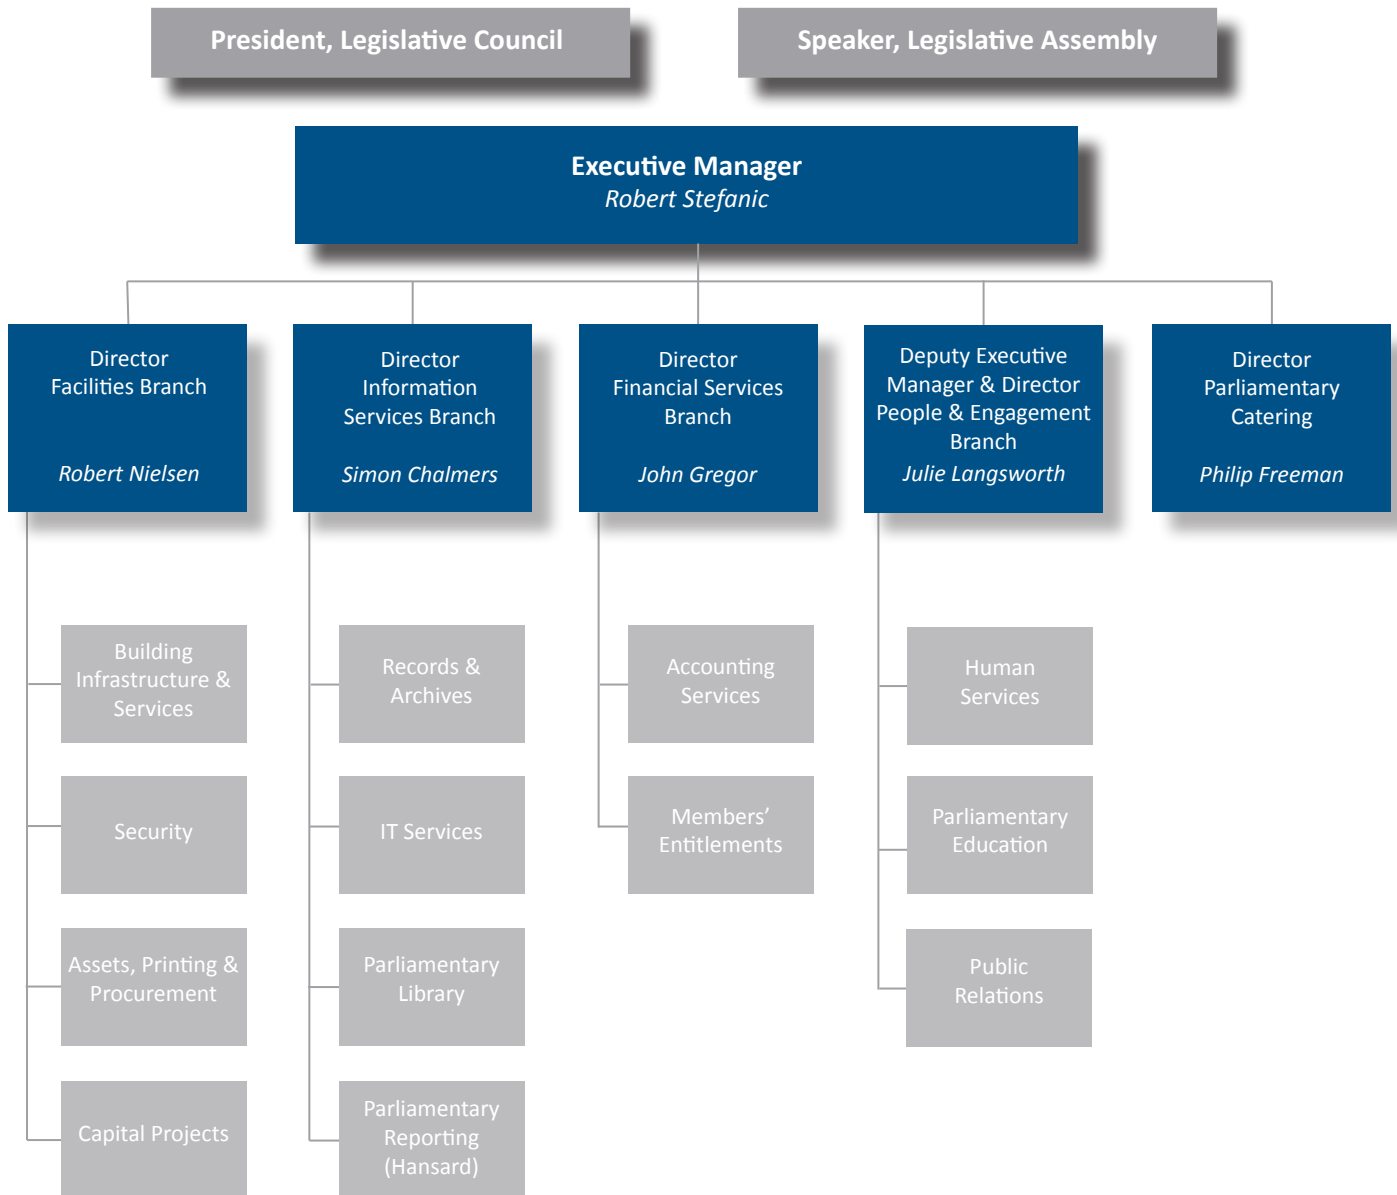 President, Legislative Council
Speaker, Legislative Assembly
Executive Manager
Robert Stefanic
Director
Facilities Branch
Robert Nielsen
Director
Information
Services Branch
Simon Chalmers
Director
Financial Services
Branch
John Gregor
Deputy Executive
Manager & Director
People & Engagement
Branch
Julie Langsworth
Director
Parliamentary
Catering
Philip Freeman
Building
Infrastructure &
Services
Security
Assets, Printing &
Procurement
Capital Projects
Records &
Archives
IT Services
Parliamentary
Library
Parliamentary
Reporting
(Hansard)
Accounting
Services
Members’
Entitlements
Human
Services
Parliamentary
Education
Public
Relations